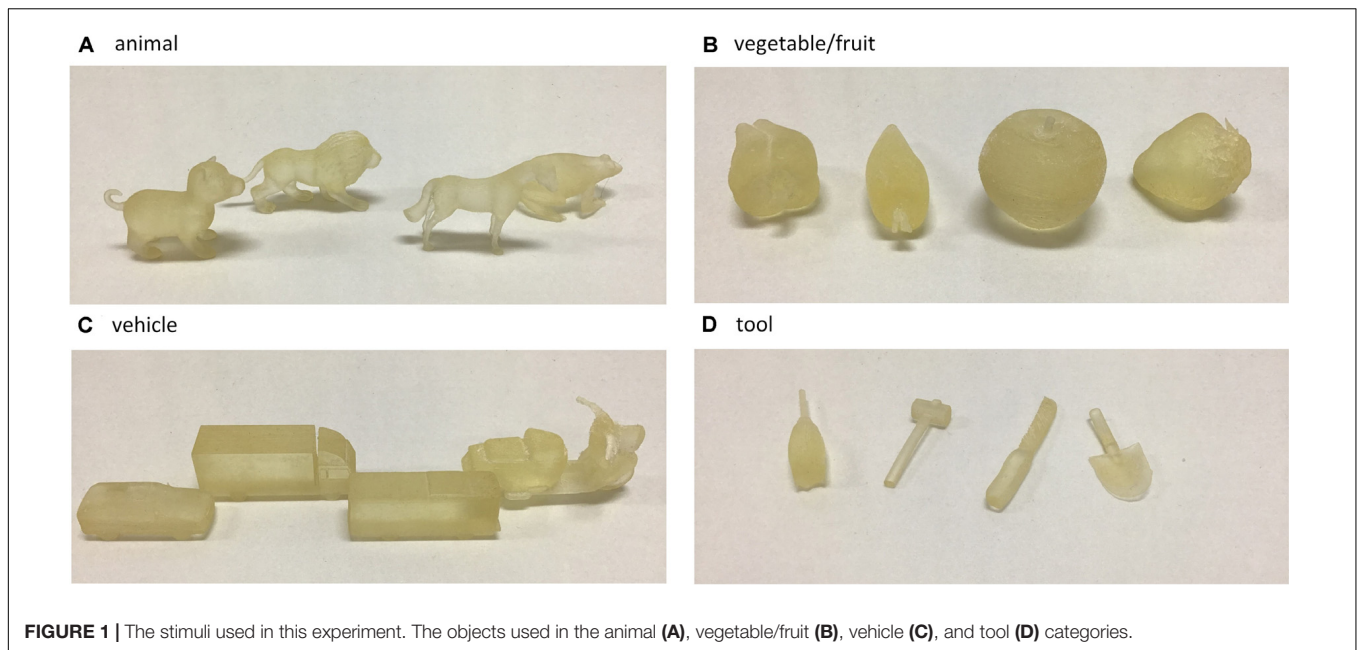 A animal
B vegetable/fruit
C vehicle
D tool
FIGURE 1 | The stimuli used in this experiment. The objects used in the animal (A), vegetable/fruit (B), vehicle (C), and tool (D) categories.